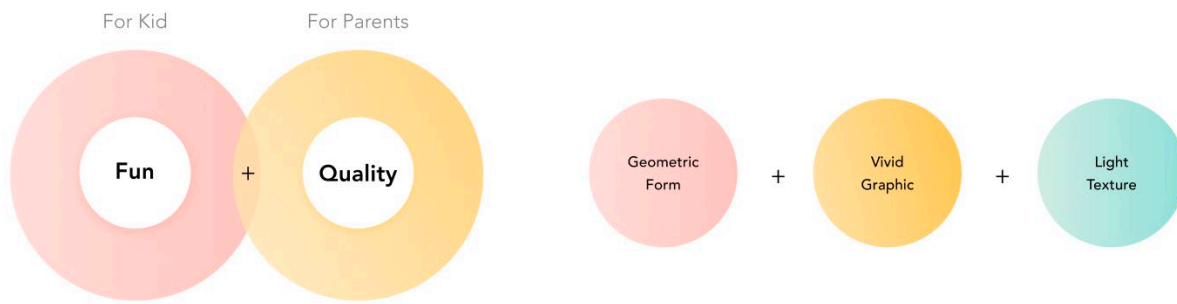 For Kid
For Parents
Fun
+
Quality
Geometric
Form
+
Vivid
Graphic
+
Light
Texture